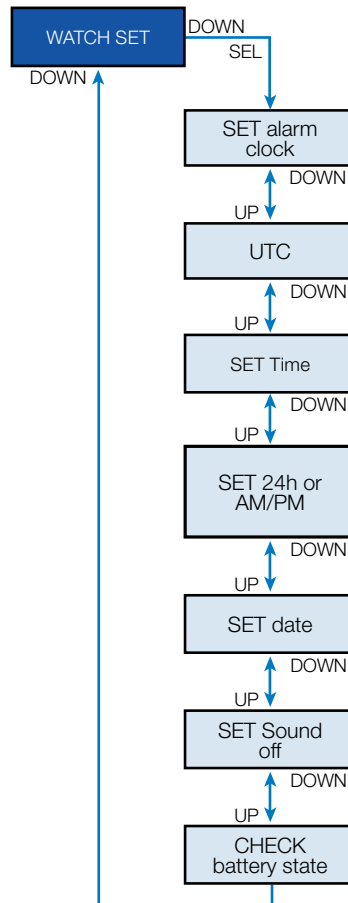 WATCH SET
DOWN
SEL
DOWN
SET alarm
clock
DOWN
UP
UTC
DOWN
UP
SET Time
DOWN
UP
SET 24h or
AM/PM
DOWN
UP
SET date
DOWN
UP
SET Sound
off
DOWN
UP
CHECK
battery state